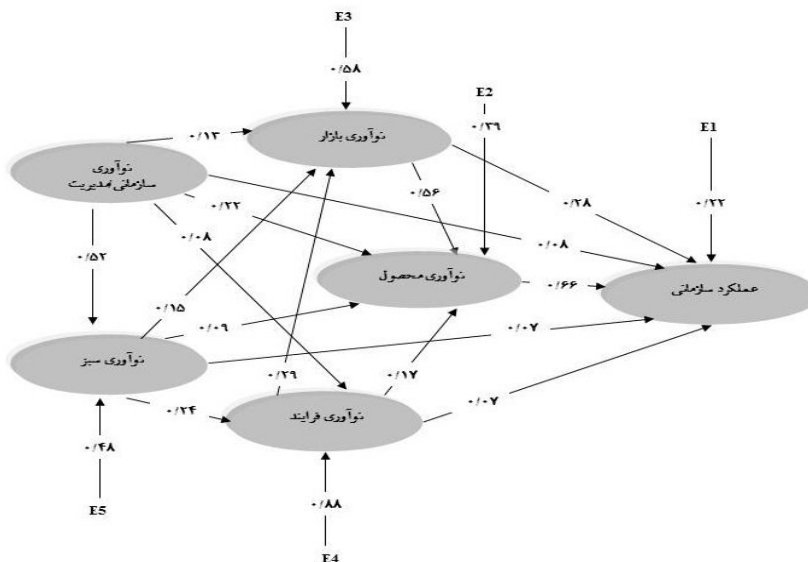 E3
۰/۵۸
E2
E1
۰/۱۳
نوآوری بازار
۰/۳۹
نوآوری
سازمانی/مدیریت
۰/۵۶
۰/۲۸
۰/۲۲
۰/۲۲
۰/۰۸
۰/۰۸
۰/۵۲
نوآوری محصول
۰/۶۶
عملکرد سازمانی
۰/۱۵
۰/۰۹
۰/۰۷
نوآوری سبز
۰/۲۹
۰/۱۷
۰/۲۴
نوآوری فرایند
۰/۰۷
۰/۴۸
E5
۰/۸۸
E4